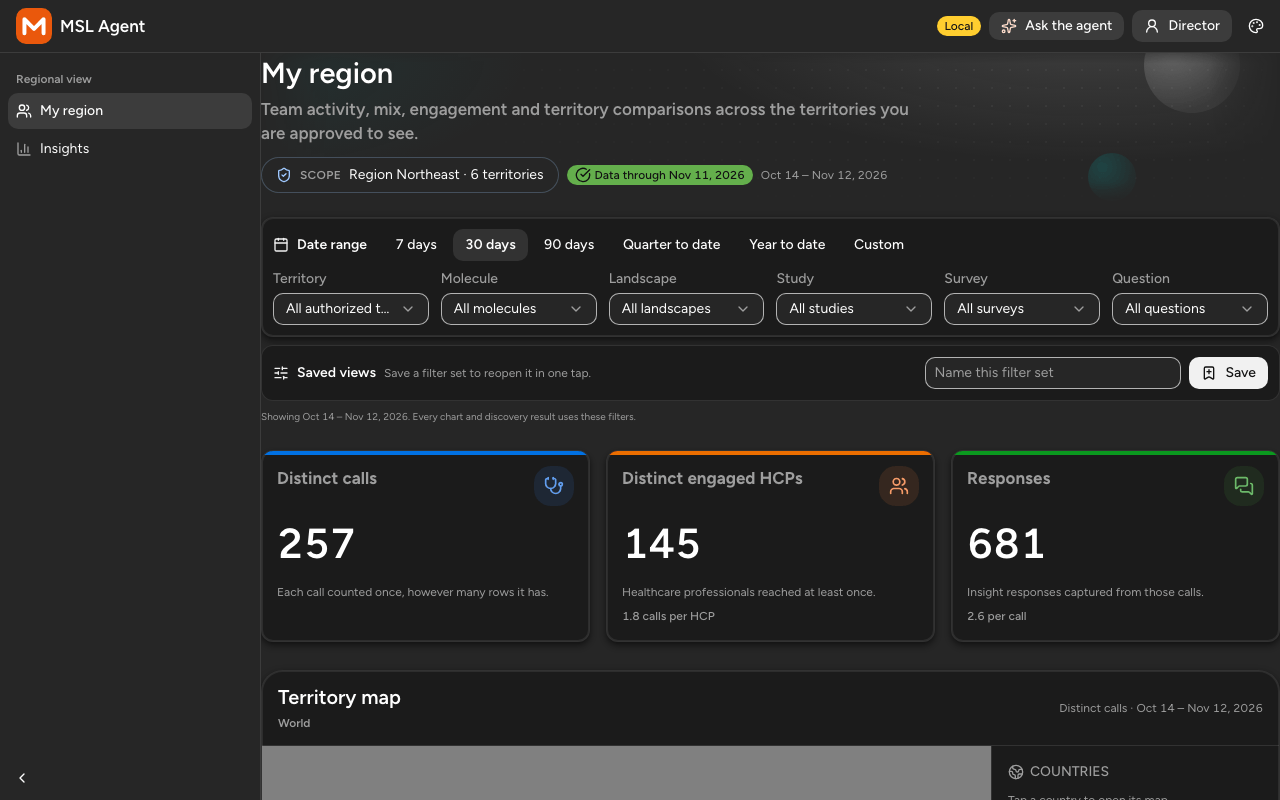 MSL Agent
Local
Ask the agent
Director
Regional view
My region
Insights
My region
Team activity, mix, engagement and territory comparisons across the territories you
are approved to see.
SCOPE Region Northeast · 6 territories
Data through Nov 11, 2026
Oct 14 – Nov 12, 2026
Date range
7 days
30 days
90 days
Quarter to date
Year to date
Custom
Territory
Molecule
Landscape
Study
Survey
Question
All authorized t...
All molecules
All landscapes
All studies
All surveys
All questions
Saved views
Save a filter set to reopen it in one tap.
Name this filter set
Save
Showing Oct 14 – Nov 12, 2026. Every chart and discovery result uses these filters.
Distinct calls
257
Each call counted once, however many rows it has.
Distinct engaged HCPs
145
Healthcare professionals reached at least once.
1.8 calls per HCP
Responses
681
Insight responses captured from those calls.
2.6 per call
Territory map
World
Distinct calls · Oct 14 – Nov 12, 2026
COUNTRIES
Tap a country to open its map